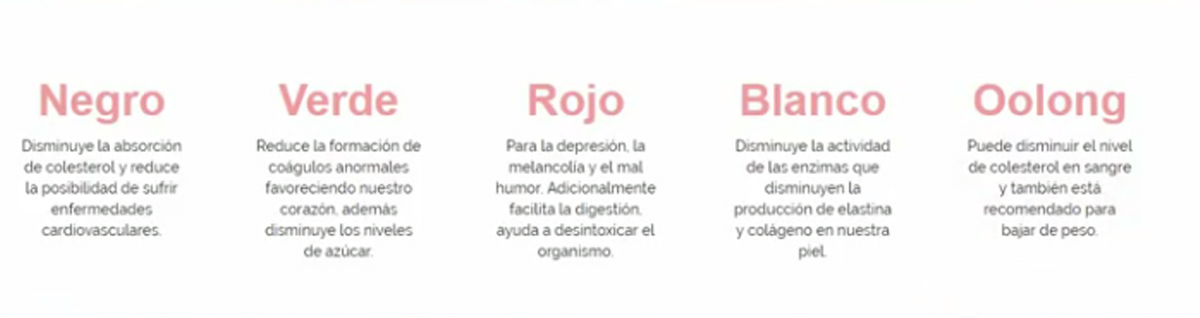 Negro
Disminuye la absorción
de colesterol y reduce
la posibilidad de sufrir
enfermedades
cardiovasculares.
Verde
Reduce la formación de
coágulos anormales
favoreciendo nuestro
corazón, además
disminuye los niveles
de azúcar.
Rojo
Para la depresión, la
melancolía y el mal
humor. Adicionalmente
facilita la digestión,
ayuda a desintoxicar el
organismo.
Blanco
Disminuye la actividad
de las enzimas que
disminuyen la
producción de elastina
y colágeno en nuestra
piel.
Oolong
Puede disminuir el nivel
de colesterol en sangre
y también está
recomendado para
bajar de peso.